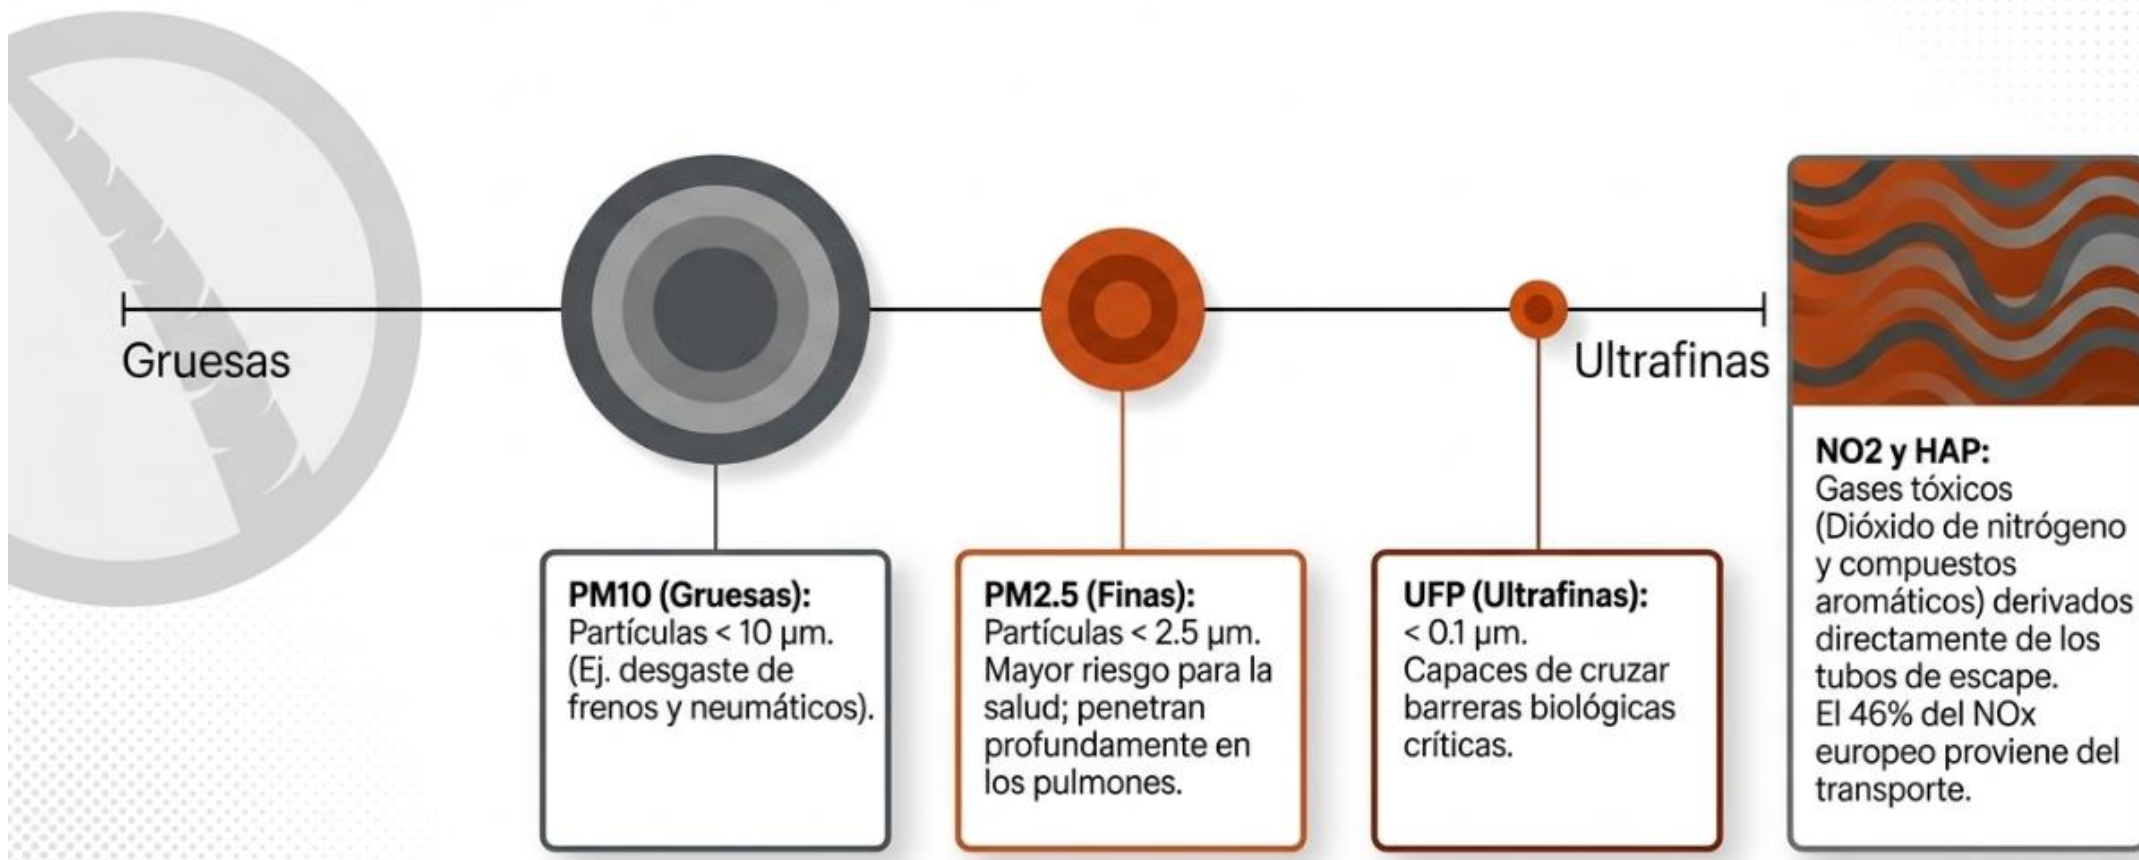 Gruesas
Ultrafinas
PM10 (Gruesas):
Partículas < 10 µm.
(Ej. desgaste de
frenos y neumáticos).
PM2.5 (Finas):
Partículas < 2.5 µm.
Mayor riesgo para la
salud; penetran
profundamente en
los pulmones.
UFP (Ultrafinas):
< 0.1 µm.
Capaces de cruzar
barreras biológicas
críticas.
NO2 y HAP:
Gases tóxicos
(Dióxido de nitrógeno
y compuestos
aromáticos) derivados
directamente de los
tubos de escape.
El 46% del NOx
europeo proviene del
transporte.